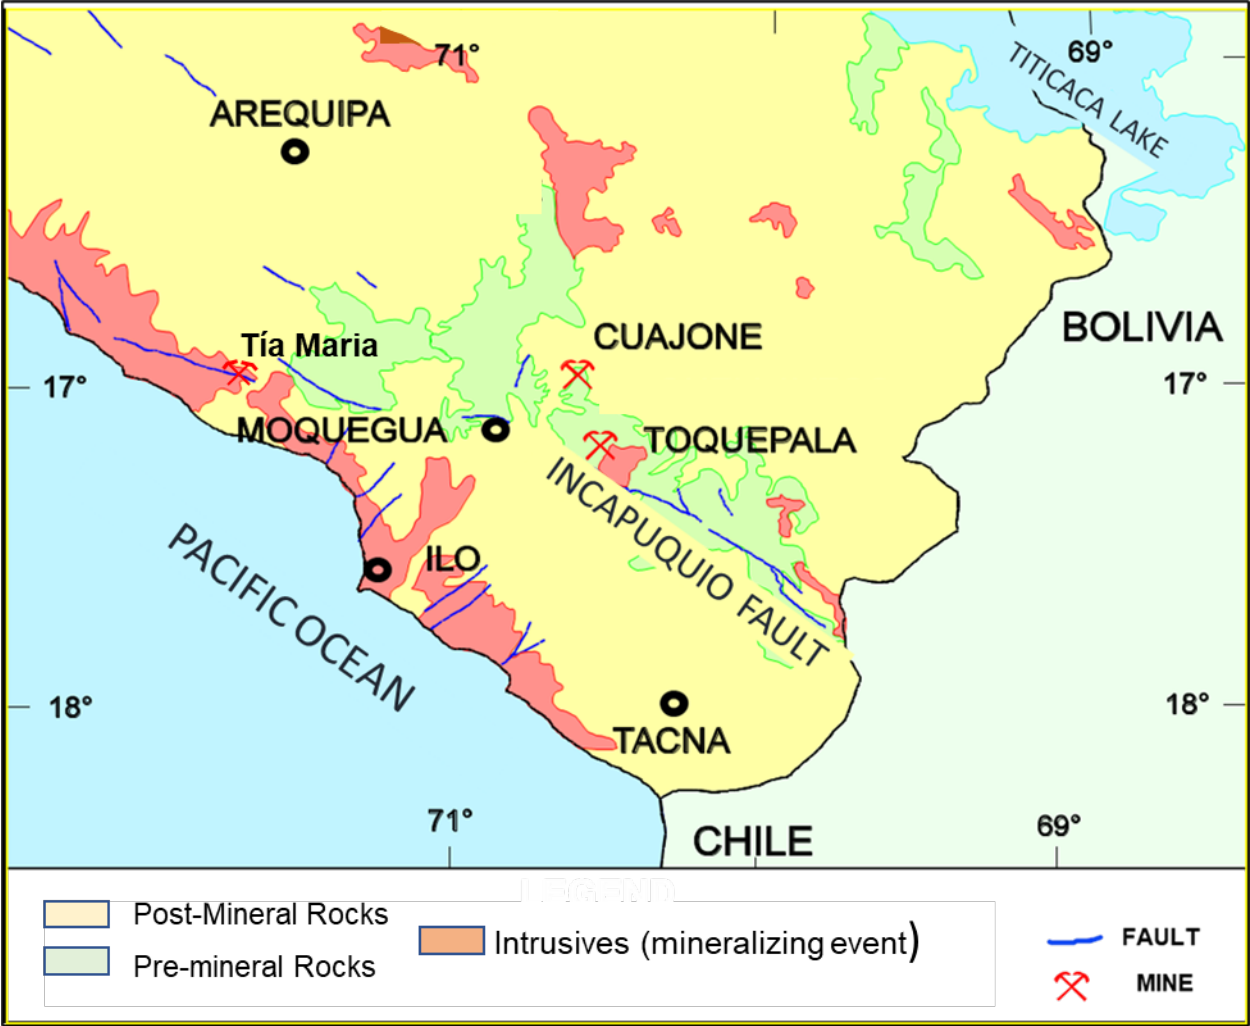 71°
69°
TITICACA LAKE
AREQUIPA
CUAJONE
BOLIVIA
Tía Maria
17°
17°
MOQUEGUA
TOQUEPALA
INCAPUQUIO FAULT
PACIFIC OCEAN
ILO
18°
18°
TACNA
71°
69°
CHILE
LEGEND
Post-Mineral Rocks
Intrusives (mineralizing event)
FAULT
Pre-mineral Rocks
MINE